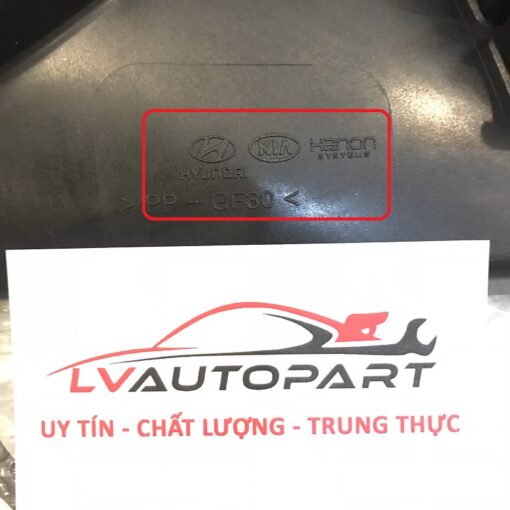 HYUNDAI KIA Hanon
SYSTEMS
> PP - GF30 <
LVAUTOPART
UY TÍN - CHẤT LƯỢNG - TRUNG THỰC